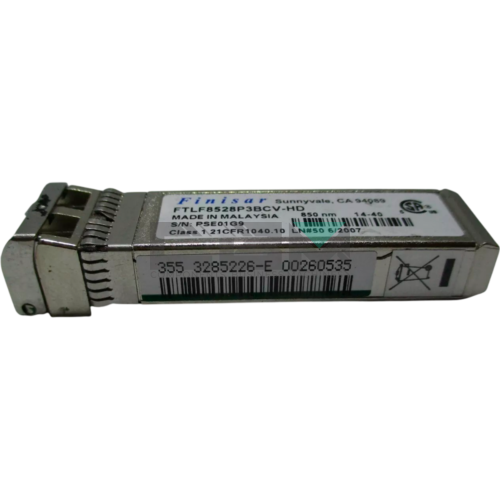 Finisar Sunnyvale, CA 94089
FTLF8528P3BCV-HD
MADE IN MALAYSIA 850 nm 14-40
S/N: PSE01G9
Class 1 21CFR1040.10 LN#50 6/2007
355 3285226-E 00260535